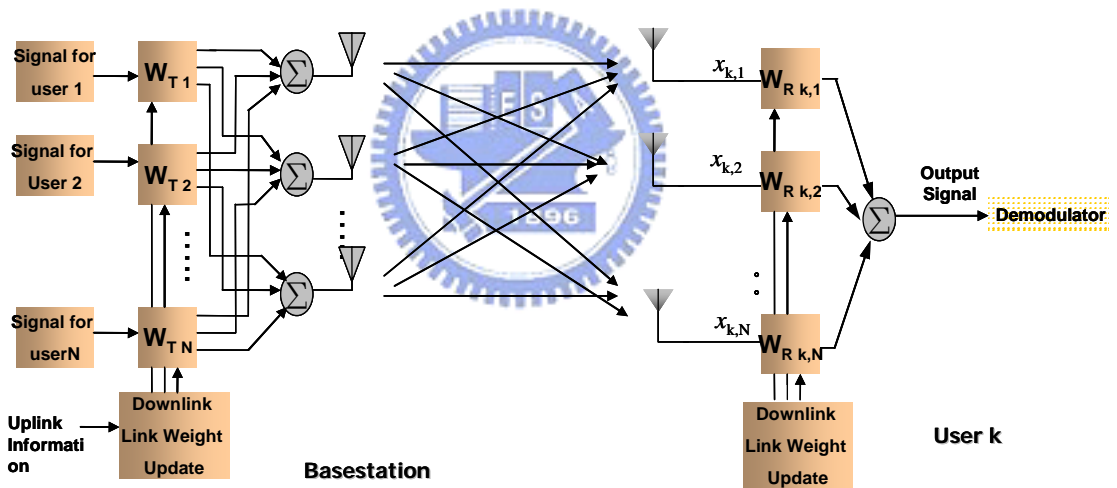 Signal for
user 1
W T 1
Σ
x k,1
W R k,1
ES
Signal for
User 2
W T 2
Σ
x k,2
W R k,2
Output
Signal
Σ
Demodulator
1896
Signal for
userN
W T N
Σ
x k,N
W R k,N
Uplink
Informati
on
Downlink
Link Weight
Update
Basestation
Downlink
Link Weight
Update
User k